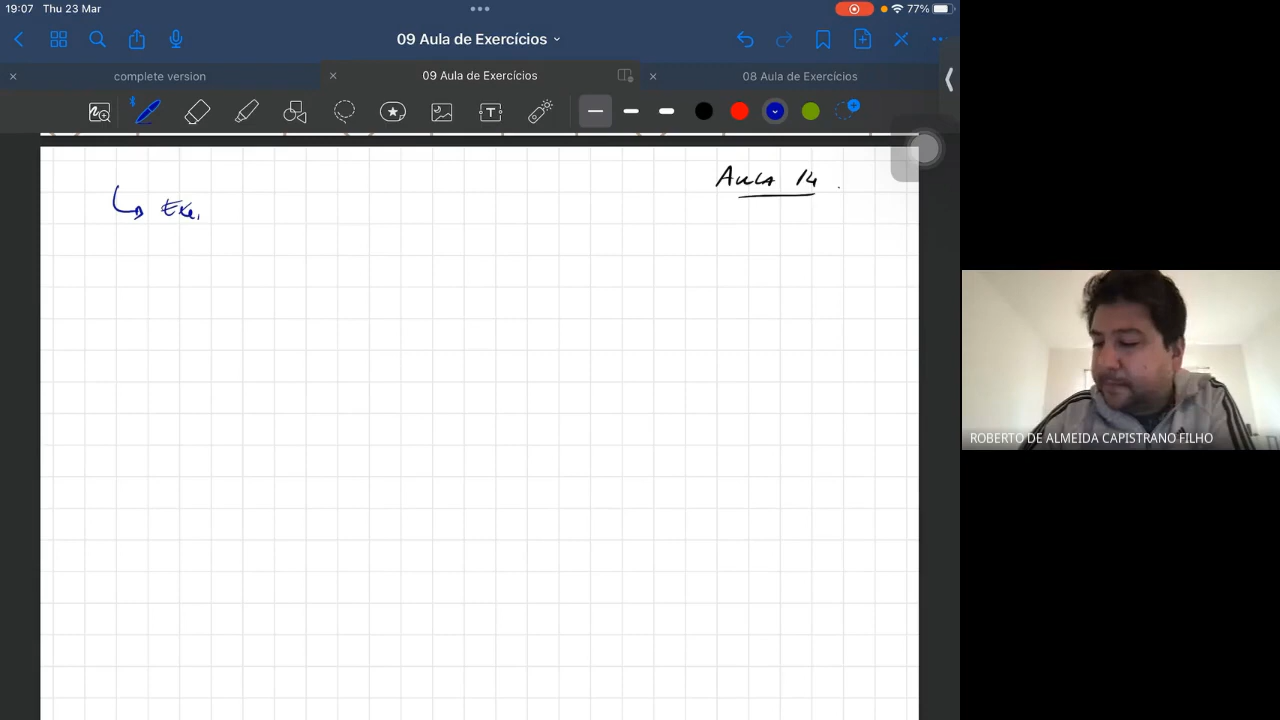 19:07 Thu 23 Mar
77%
09 Aula de Exercícios
complete version
09 Aula de Exercícios
08 Aula de Exercícios
T
Aula 14
Exe.
ROBERTO DE ALMEIDA CAPISTRANO FILHO